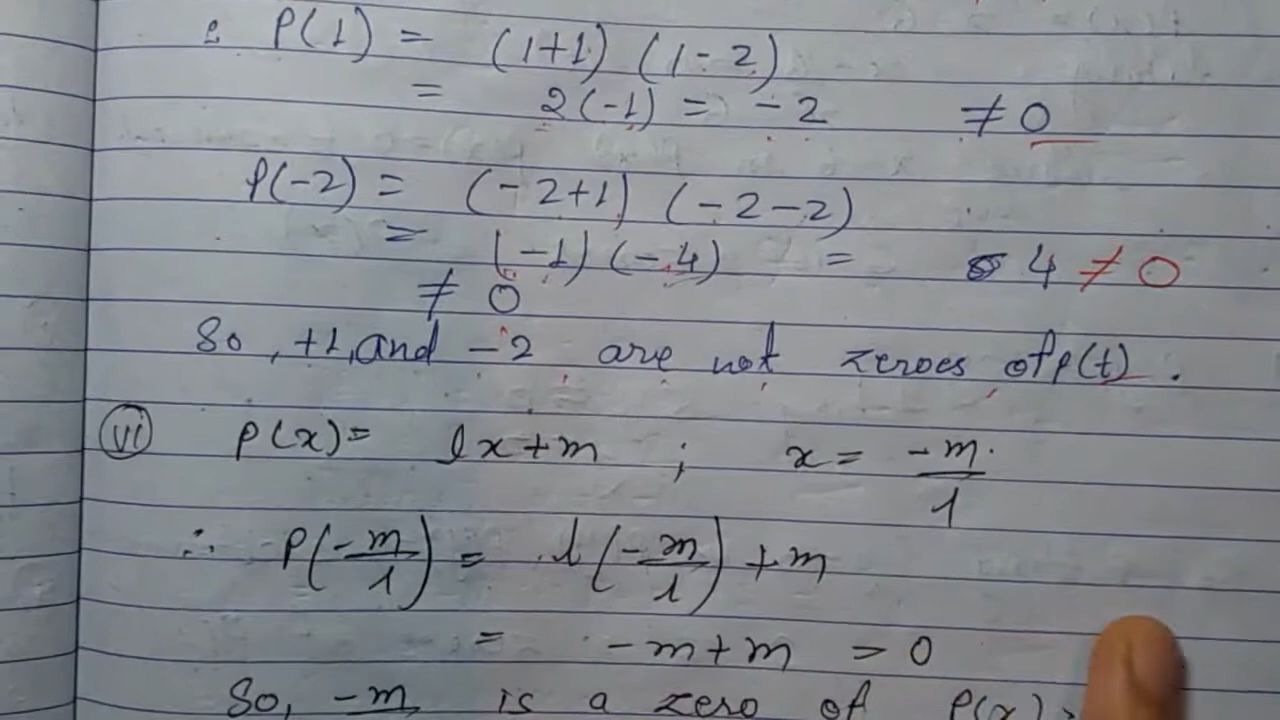 ∴ P(1) = (1+1) (1-2)
= 2(-1) = -2 ≠ 0
P(-2) = (-2+1) (-2-2)
= (-1) (-4) = 4 ≠ 0
≠ 0
So, +1, and -2 are not zeroes of p(t).
(vi) P(x) = lx+m ; x = -m/l
∴ P(-m/l) = l(-m/l) + m
= -m+m = 0
So, -m is a zero of P(x)